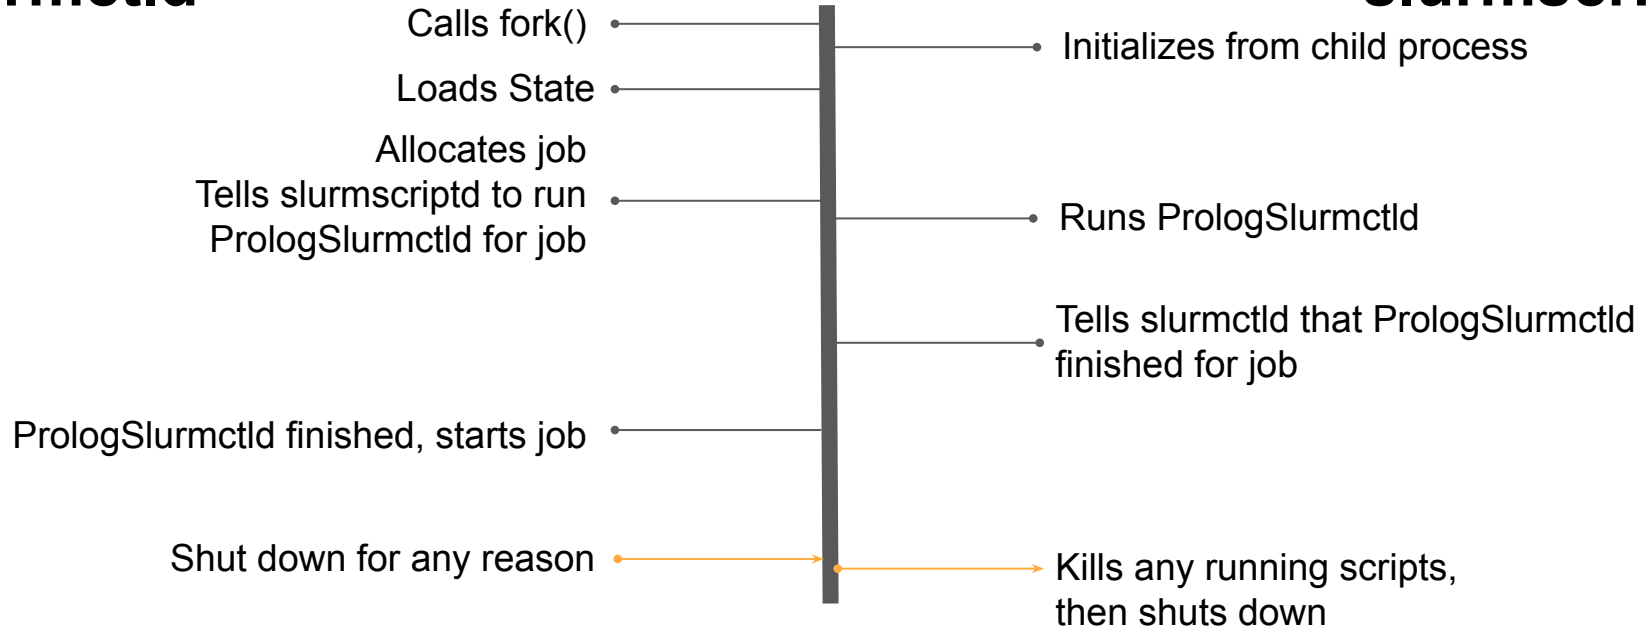 Calls fork()
Initializes from child process
Loads State
Allocates job
Tells slurmscriptd to run
PrologSlurmctld for job
Runs PrologSlurmctld
Tells slurmctld that PrologSlurmctld
finished for job
PrologSlurmctld finished, starts job
Shut down for any reason
Kills any running scripts,
then shuts down